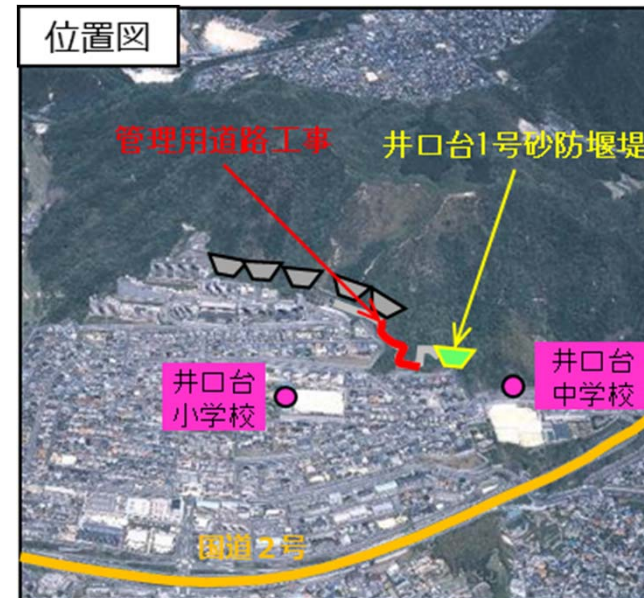 位置図
管理用道路工事
井口台1号砂防堰堤
井口台
小学校
井口台
中学校
国道2号